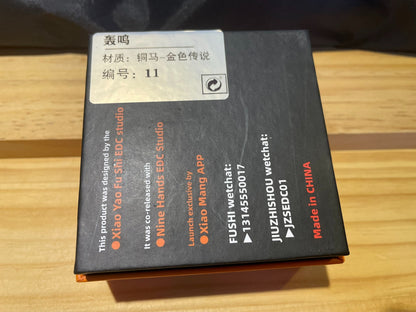 轰鸣
材质：铜马-金色传说
编号：11
This product was designed by the
Xiao Yao Fu Shi EDC studio
It was co-released with
Nine Hands EDC Studio
Launch exclusive by
Xiao Mang APP
FUSHI wetchat:
▶13145550017
JIUZHISHOU wetchat:
▶JZSEDC01
Made in CHINA